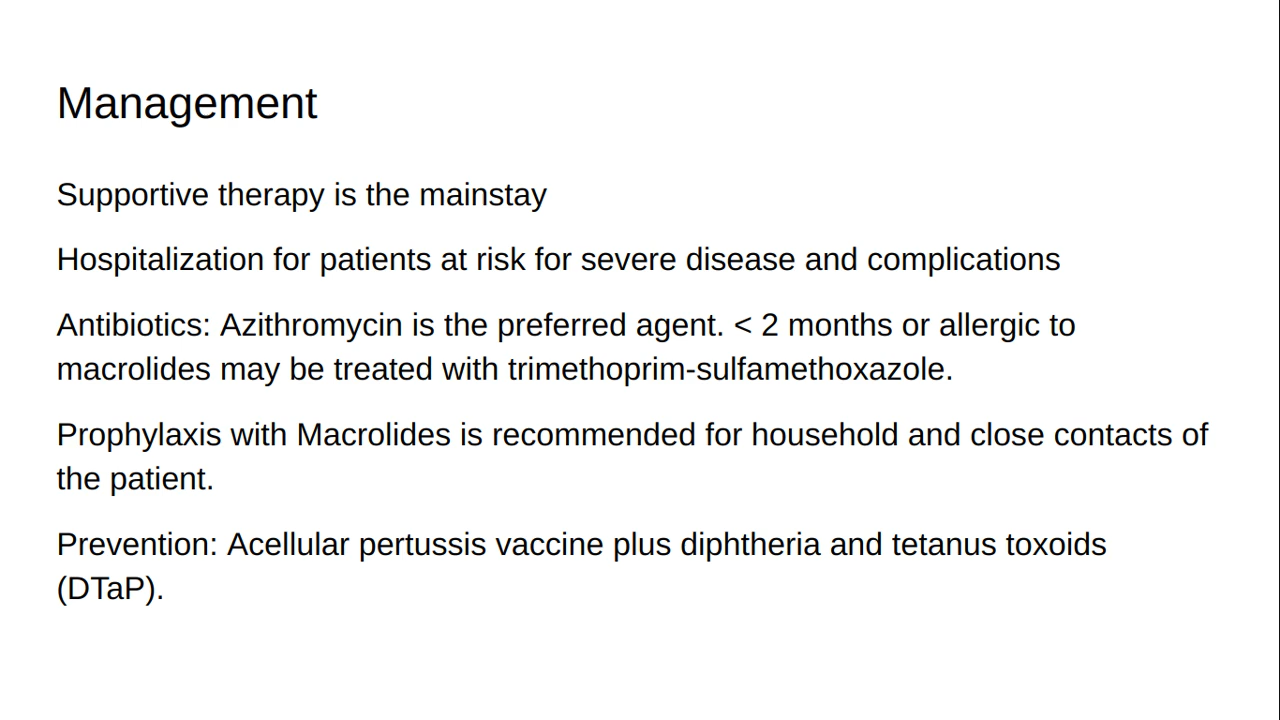 Management
Supportive therapy is the mainstay
Hospitalization for patients at risk for severe disease and complications
Antibiotics: Azithromycin is the preferred agent. < 2 months or allergic to
macrolides may be treated with trimethoprim-sulfamethoxazole.
Prophylaxis with Macrolides is recommended for household and close contacts of
the patient.
Prevention: Acellular pertussis vaccine plus diphtheria and tetanus toxoids
(DTaP).